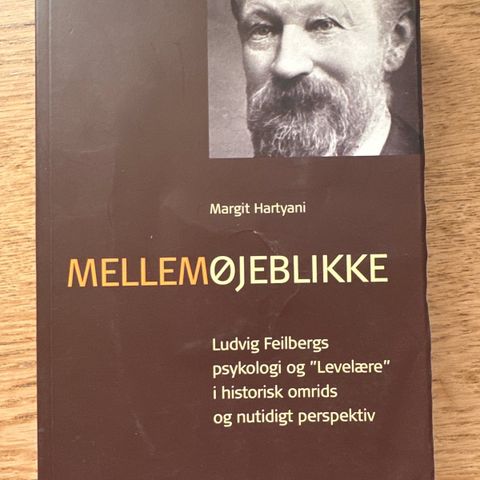 Margit Hartyani
MELLEMØJEBLIKKE
Ludvig Feilbergs
psykologi og ”Levelære”
i historisk omrids
og nutidigt perspektiv